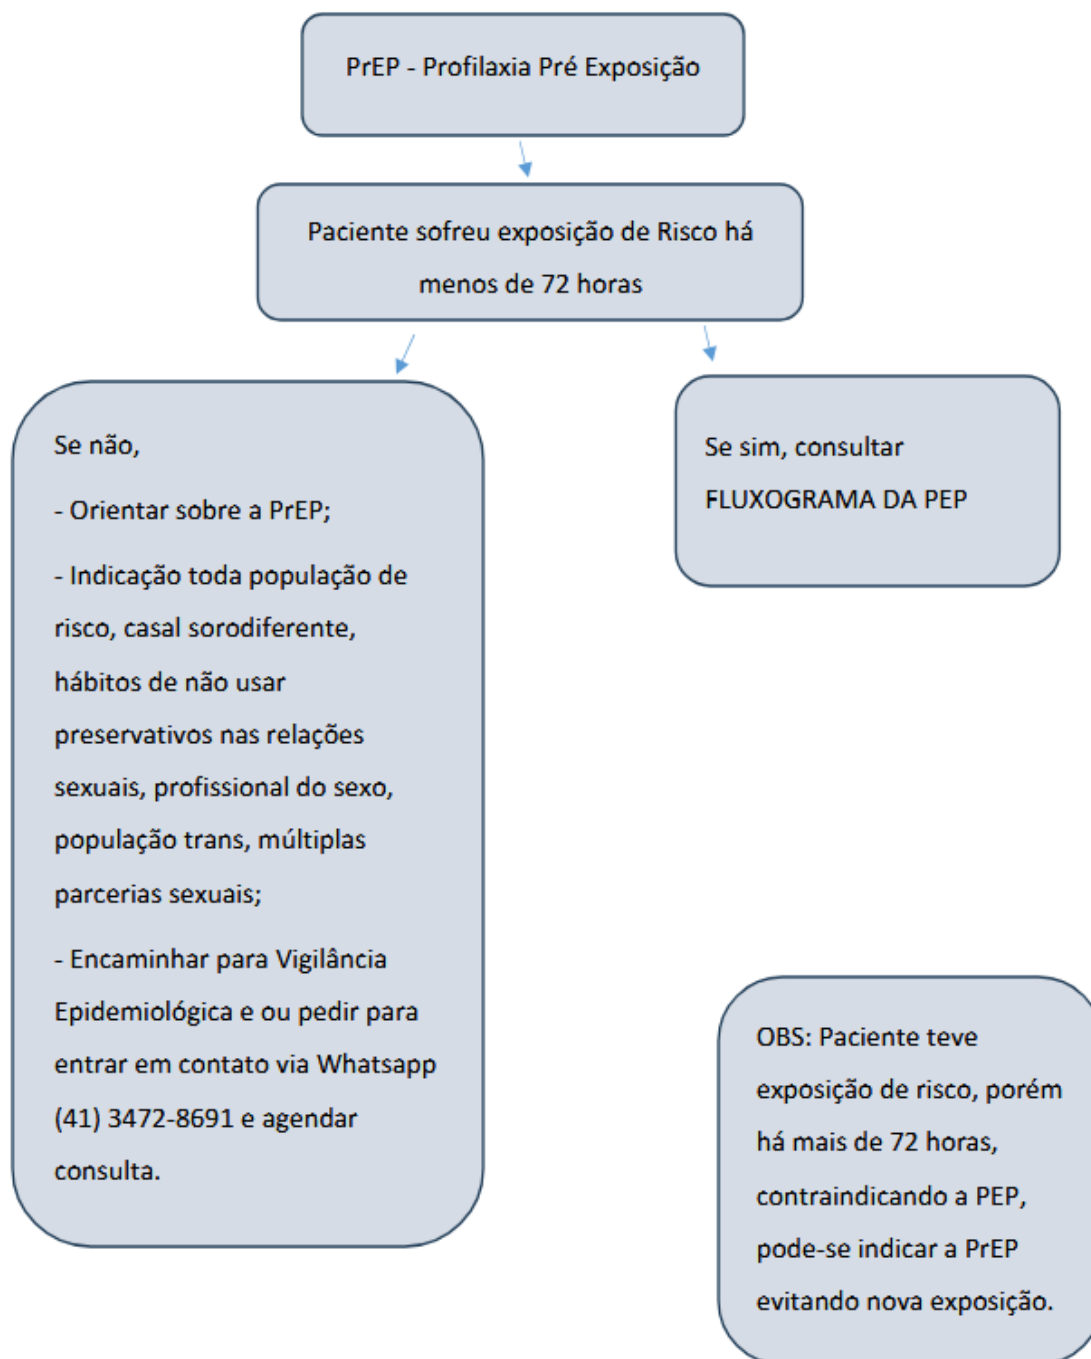 PrEP - Profilaxia Pré Exposição
Paciente sofreu exposição de Risco há
menos de 72 horas
Se não,
- Orientar sobre a PrEP;
- Indicação toda população de
risco, casal sorodiferente,
hábitos de não usar
preservativos nas relações
sexuais, profissional do sexo,
população trans, múltiplas
parcerias sexuais;
- Encaminhar para Vigilância
Epidemiológica e ou pedir para
entrar em contato via Whatsapp
(41) 3472-8691 e agendar
consulta.
Se sim, consultar
FLUXOGRAMA DA PEP
OBS: Paciente teve
exposição de risco, porém
há mais de 72 horas,
contraindicando a PEP,
pode-se indicar a PrEP
evitando nova exposição.